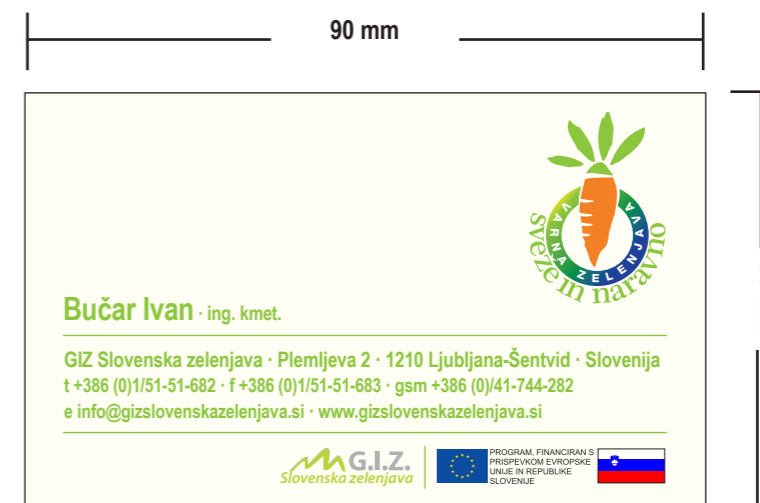 90 mm
VARNA ZELENJAVA
sveže in naravno
Bučar Ivan · ing. kmet.
GIZ Slovenska zelenjava · Plemljeva 2 · 1210 Ljubljana-Šentvid · Slovenija
t +386 (0)1/51-51-682 · f +386 (0)1/51-51-683 · gsm +386 (0)/41-744-282
e info@gizslovenskazelenjava.si · www.gizslovenskazelenjava.si
G.I.Z.
Slovenska zelenjava
PROGRAM, FINANCIRAN S
PRISPEVKOM EVROPSKE
UNIJE IN REPUBLIKE
SLOVENIJE